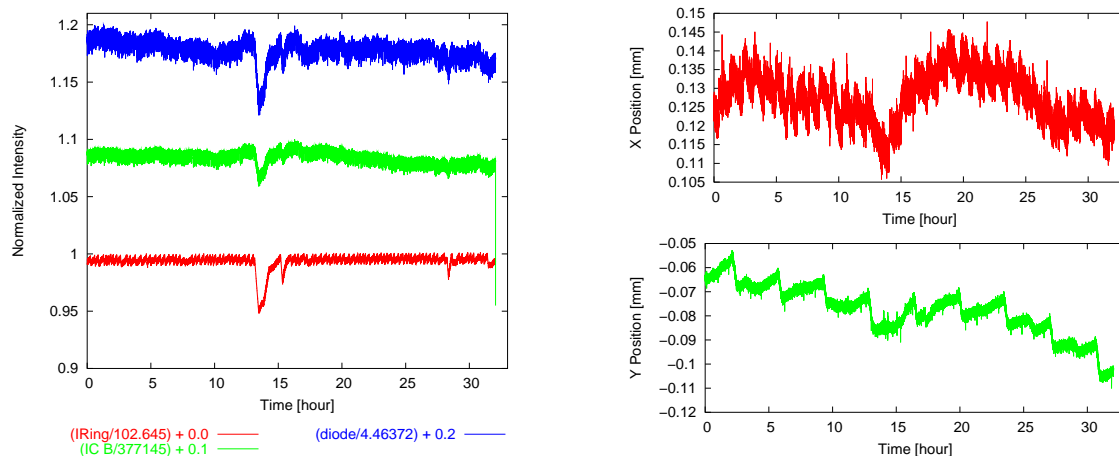 1.2
1.15
1.1
1.05
1
0.95
0.9
Normalized Intensity
0 5 10 15 20 25 30
Time [hour]
(IRing/102.645) + 0.0
(diode/4.46372) + 0.2
(IC B/377145) + 0.1
0.15
0.145
0.14
0.135
0.13
0.125
0.12
0.115
0.11
0.105
X Position [mm]
0 5 10 15 20 25 30
Time [hour]
−0.05
−0.06
−0.07
−0.08
−0.09
−0.1
−0.11
−0.12
Y Position [mm]
0 5 10 15 20 25 30
Time [hour]